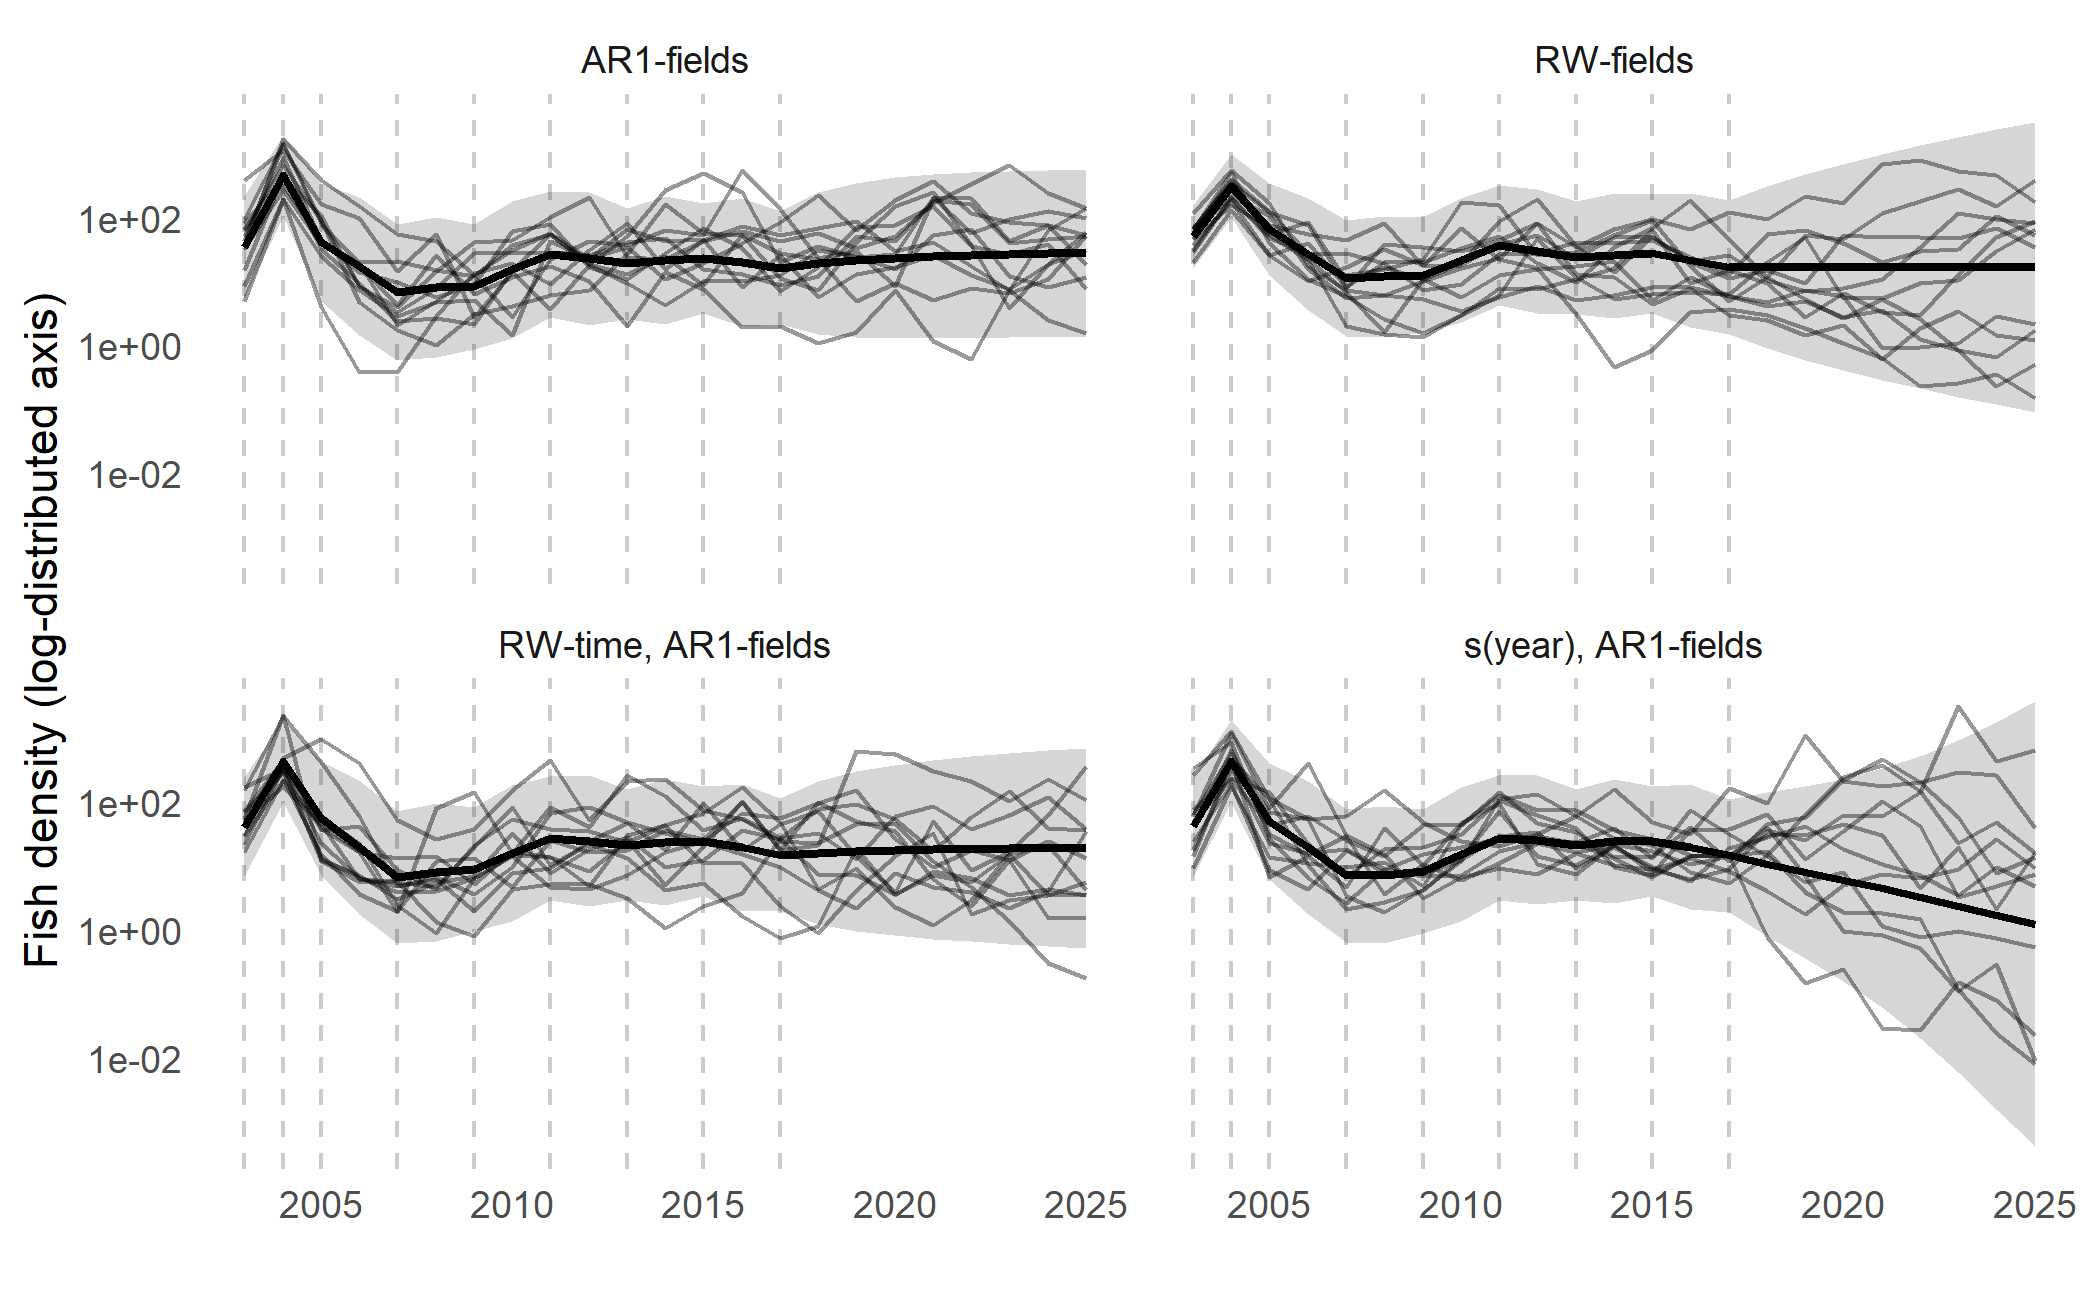 AR1-fields
RW-fields
1e+02
1e+00
1e-02
Fish density (log-distributed axis)
RW-time, AR1-fields
s(year), AR1-fields
1e+02
1e+00
1e-02
2005 2010 2015 2020 2025
2005 2010 2015 2020 2025